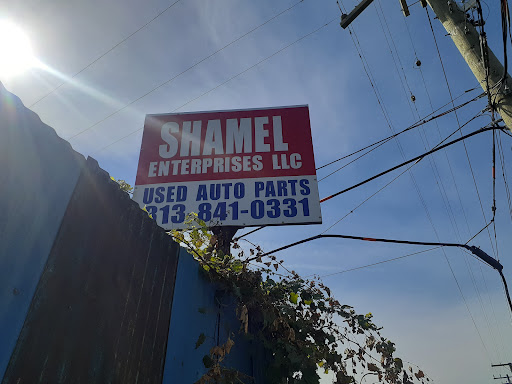 SHAMEL
ENTERPRISES LLC
USED AUTO PARTS
313 841-0331